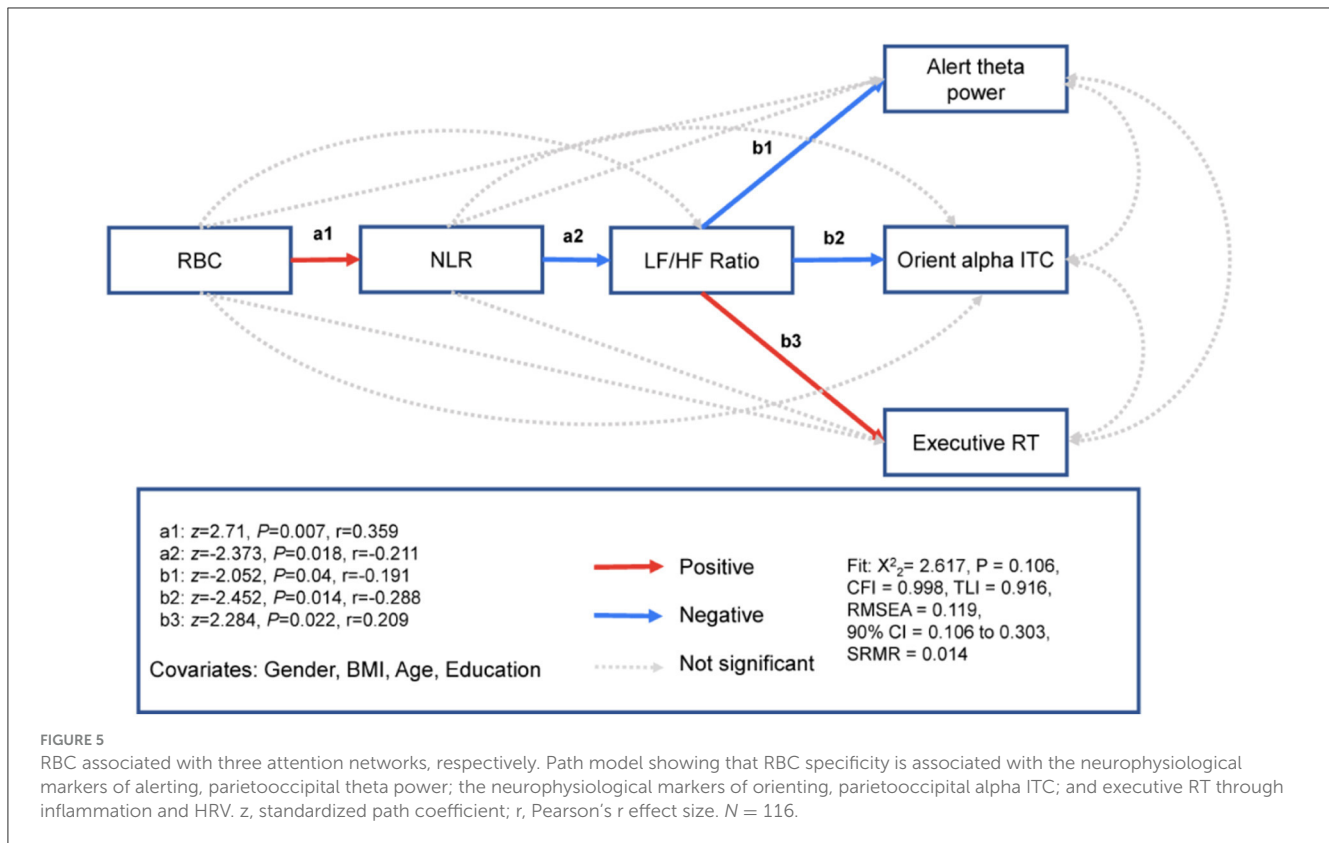 Alert theta
power
b1
a1
a2
b2
RBC
NLR
LF/HF Ratio
Orient alpha ITC
b3
Executive RT
a1: z=2.71, P=0.007, r=0.359
a2: z=-2.373, P=0.018, r=-0.211
b1: z=-2.052, P=0.04, r=-0.191
b2: z=-2.452, P=0.014, r=-0.288
b3: z=2.284, P=0.022, r=0.209
Covariates: Gender, BMI, Age, Education
Positive
Negative
Not significant
Fit: X²₂= 2.617, P = 0.106,
CFI = 0.998, TLI = 0.916,
RMSEA = 0.119,
90% CI = 0.106 to 0.303,
SRMR = 0.014
FIGURE 5
RBC associated with three attention networks, respectively. Path model showing that RBC specificity is associated with the neurophysiological
markers of alerting, parietooccipital theta power; the neurophysiological markers of orienting, parietooccipital alpha ITC; and executive RT through
inflammation and HRV. z, standardized path coefficient; r, Pearson's r effect size. N = 116.